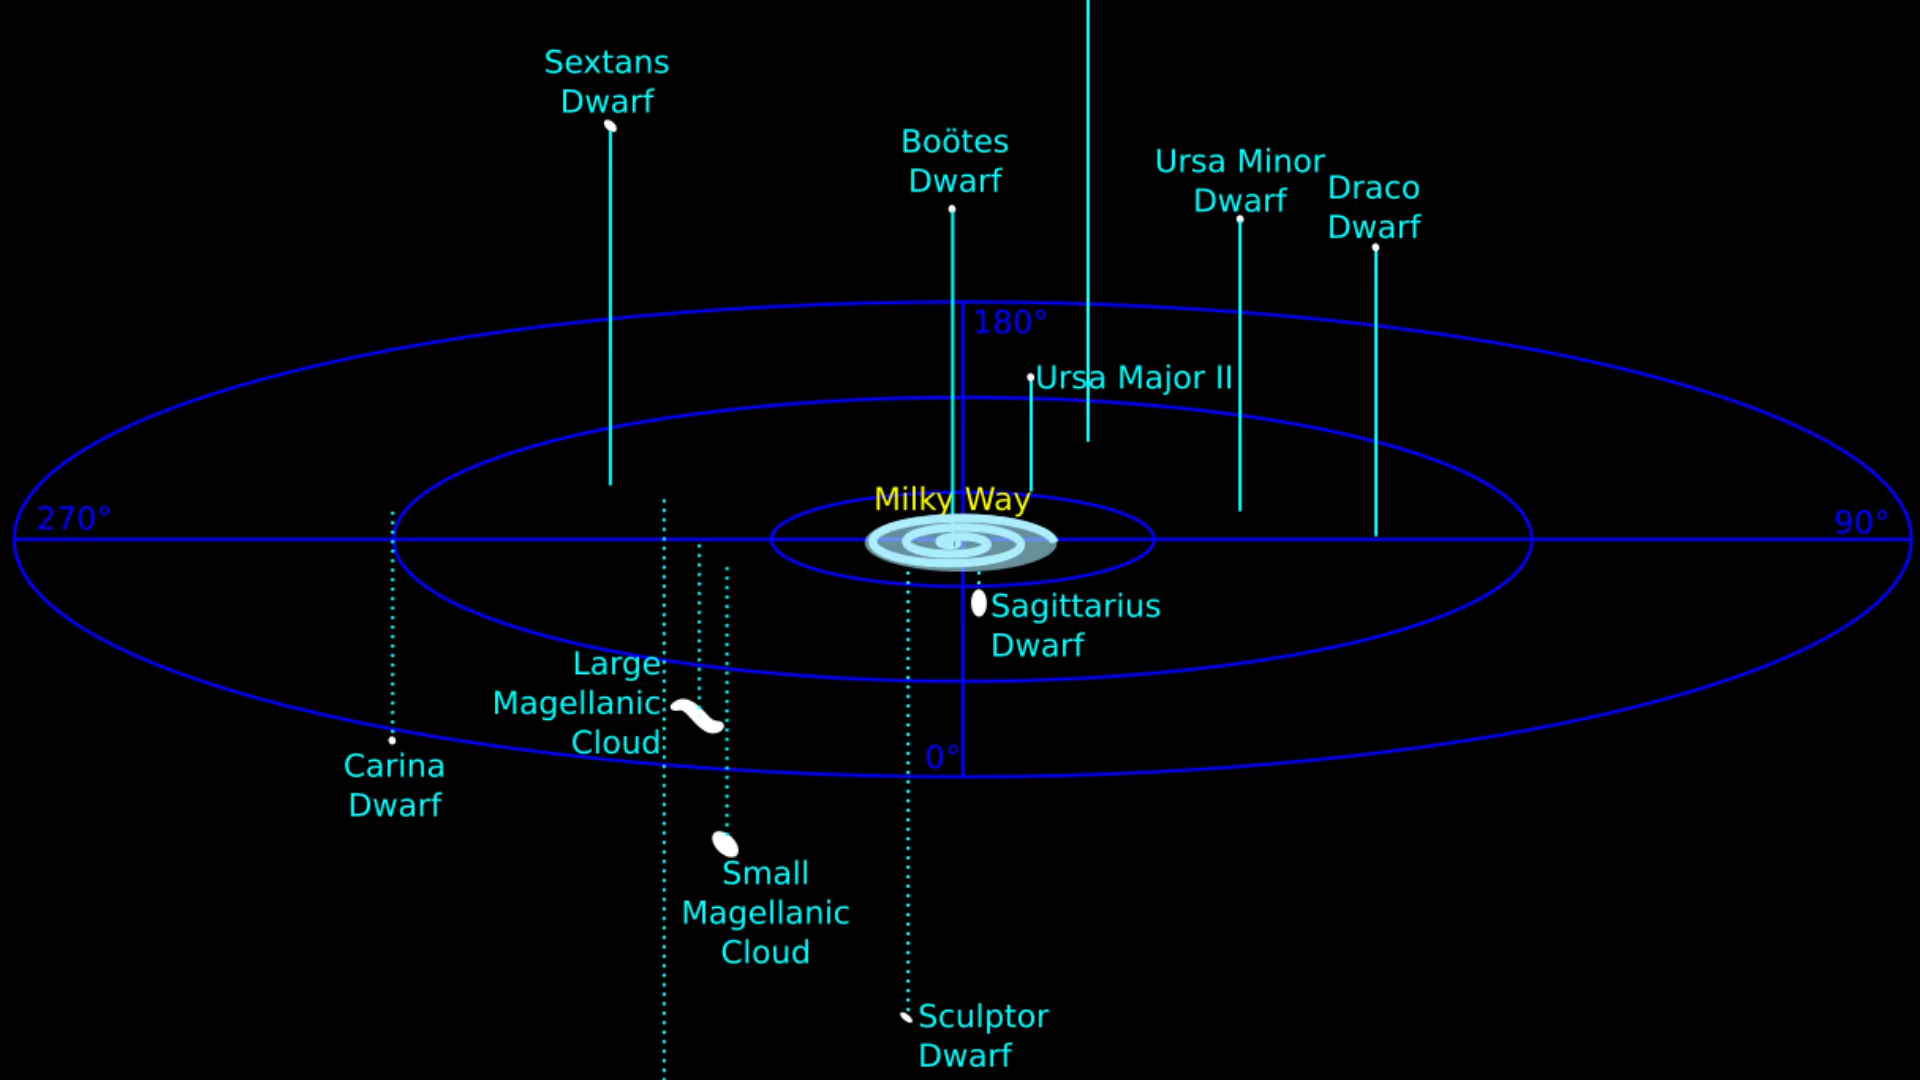 Sextans
Dwarf
Boötes
Dwarf
Ursa Minor
Dwarf
Draco
Dwarf
180°
Ursa Major II
Milky Way
270°
90°
Sagittarius
Dwarf
Large
Magellanic
Cloud
0°
Carina
Dwarf
Small
Magellanic
Cloud
Sculptor
Dwarf